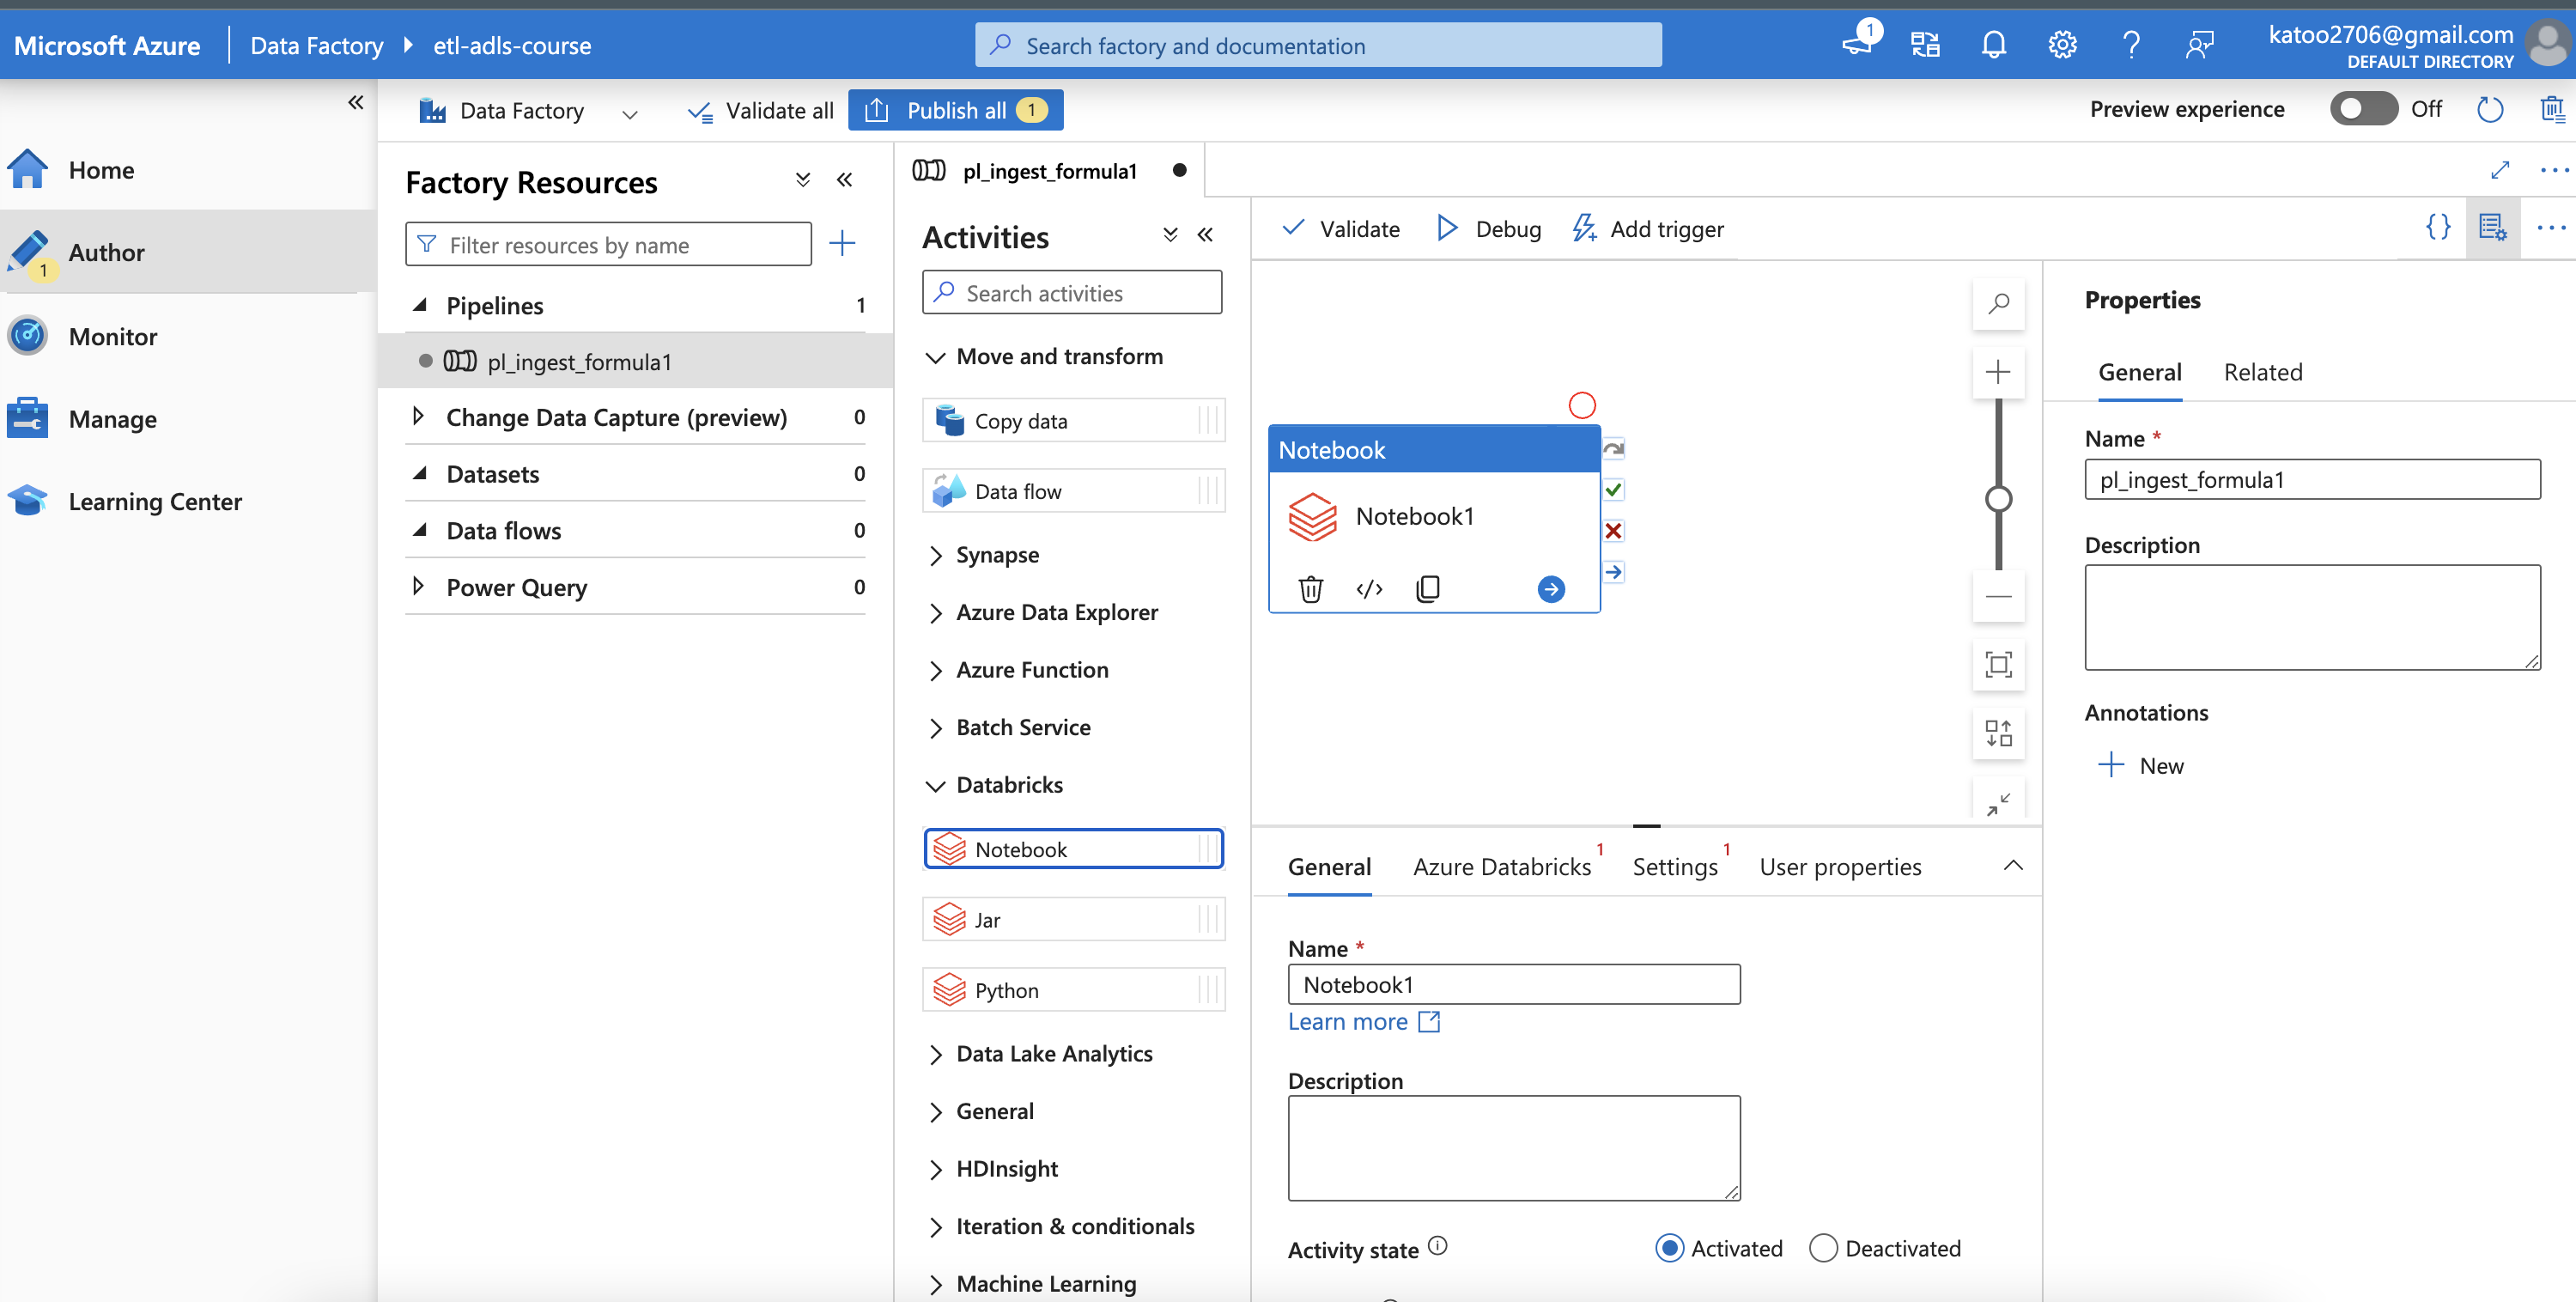 Microsoft Azure
Data Factory
etl-adls-course
Search factory and documentation
1
katoo2706@gmail.com
DEFAULT DIRECTORY
Data Factory
Validate all
Publish all 1
Preview experience
Off
Home
Author
1
Monitor
Manage
Learning Center
Factory Resources
Filter resources by name
Pipelines 1
pl_ingest_formula1
Change Data Capture (preview) 0
Datasets 0
Data flows 0
Power Query 0
pl_ingest_formula1
Activities
Search activities
Move and transform
Copy data
Data flow
Synapse
Azure Data Explorer
Azure Function
Batch Service
Databricks
Notebook
Jar
Python
Data Lake Analytics
General
HDInsight
Iteration & conditionals
Machine Learning
Validate
Debug
Add trigger
Notebook
Notebook1
General
Azure Databricks 1
Settings 1
User properties
Name *
Notebook1
Learn more
Description
Activity state
Activated
Deactivated
Properties
General
Related
Name *
pl_ingest_formula1
Description
Annotations
New